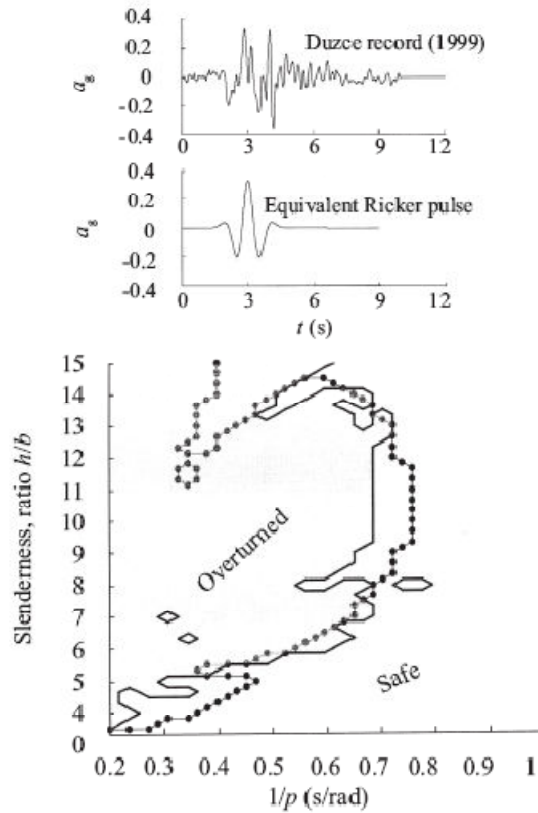 0.4
0.2
0
-0.2
-0.4
a_g
Duzce record (1999)
0 3 6 9 12
0.4
0.2
0
-0.2
-0.4
a_g
Equivalent Ricker pulse
0 3 6 9 12
t (s)
15
14
13
12
11
10
9
8
7
6
5
4
0
Slenderness, ratio h/b
Overturned
Safe
0.2 0.3 0.4 0.5 0.6 0.7 0.8 0.9 1
1/p (s/rad)